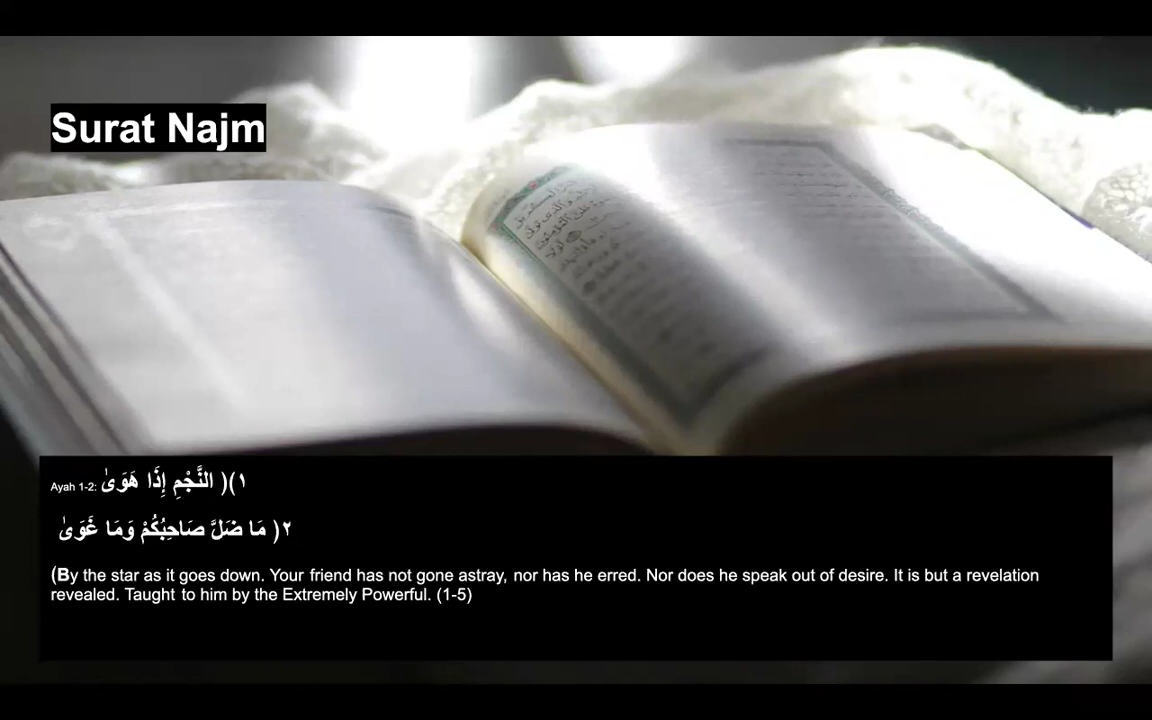 Surat Najm
Ayah 1-2: ١)( النَّجْمِ إِذَا هَوَىٰ
٢( مَا ضَلَّ صَاحِبُكُمْ وَمَا غَوَىٰ
(By the star as it goes down. Your friend has not gone astray, nor has he erred. Nor does he speak out of desire. It is but a revelation
revealed. Taught to him by the Extremely Powerful. (1-5)